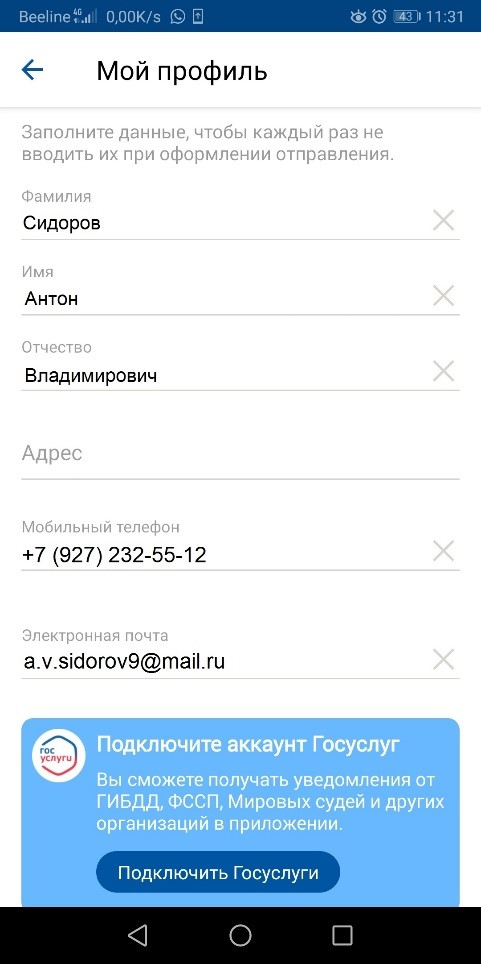 Beeline 4G 0,00K/s 43 11:31
Мой профиль
Заполните данные, чтобы каждый раз не
вводить их при оформлении отправления.
Фамилия
Сидоров
Имя
Антон
Отчество
Владимирович
Адрес
Мобильный телефон
+7 (927) 232-55-12
Электронная почта
a.v.sidorov9@mail.ru
гос
услуги
Подключите аккаунт Госуслуг
Вы сможете получать уведомления от
ГИБДД, ФССП, Мировых судей и других
организаций в приложении.
Подключить Госуслуги